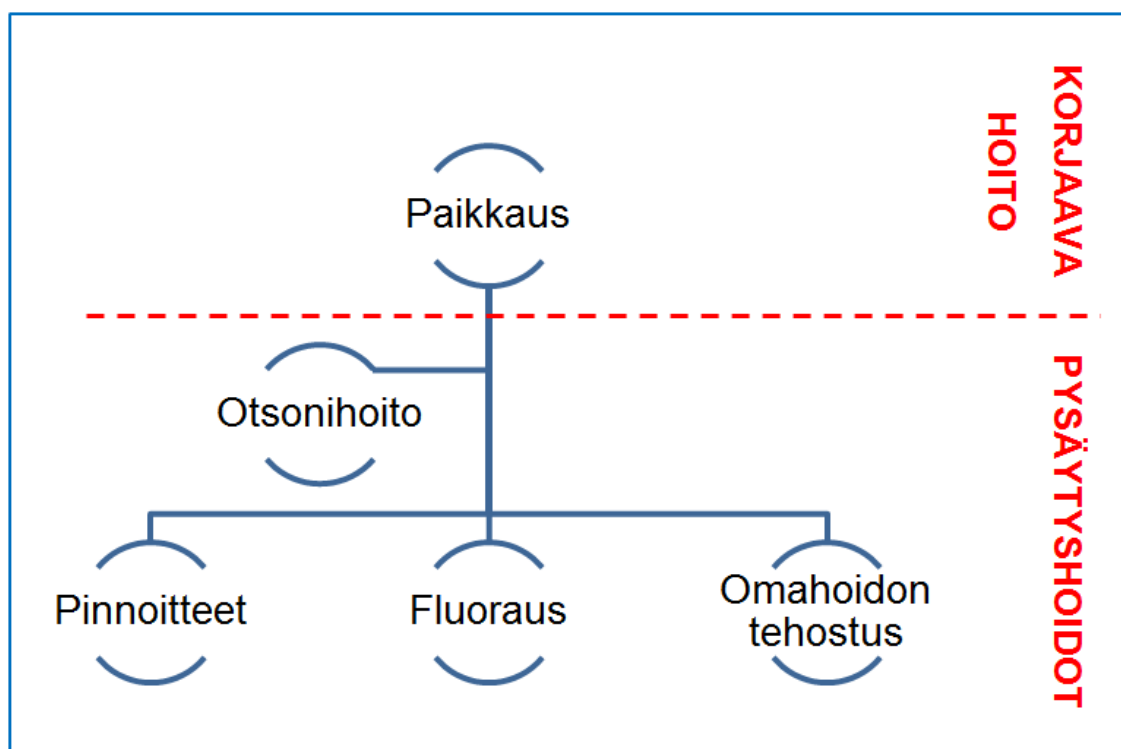 KORJAAVA
HOITO
Paikkaus
Otsonihoito
PYSÄYTYSHOIDOT
Pinnoitteet
Fluoraus
Omahoidon
tehostus